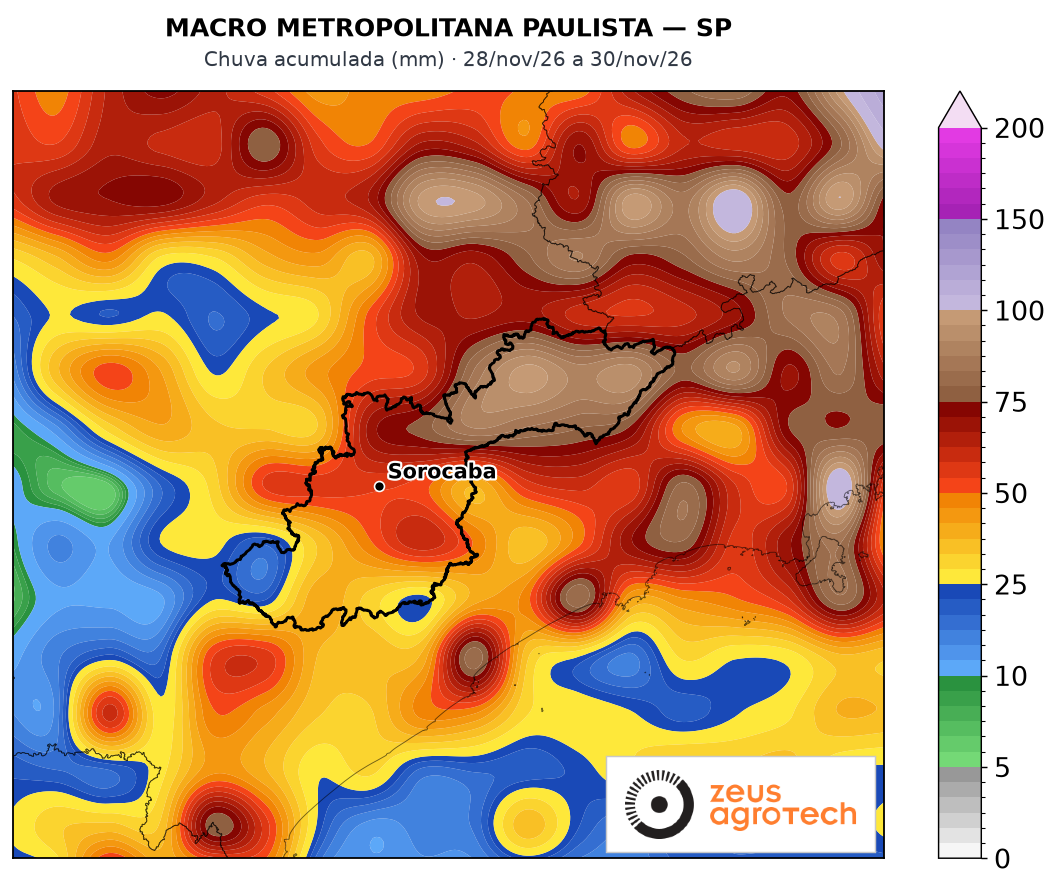 MACRO METROPOLITANA PAULISTA — SP
Chuva acumulada (mm) · 28/nov/26 a 30/nov/26
200
150
100
75
50
25
10
5
0
Sorocaba
zeus
agrotech